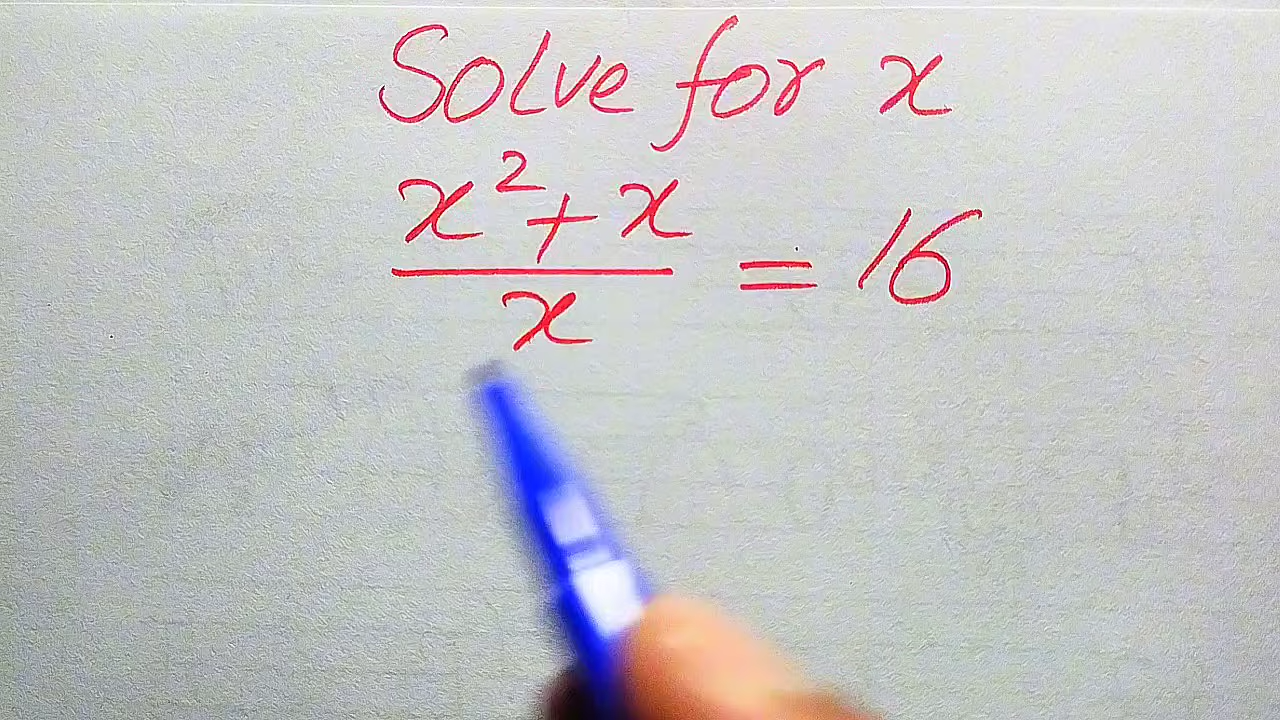 Solve for x
x² + x
= 16
x